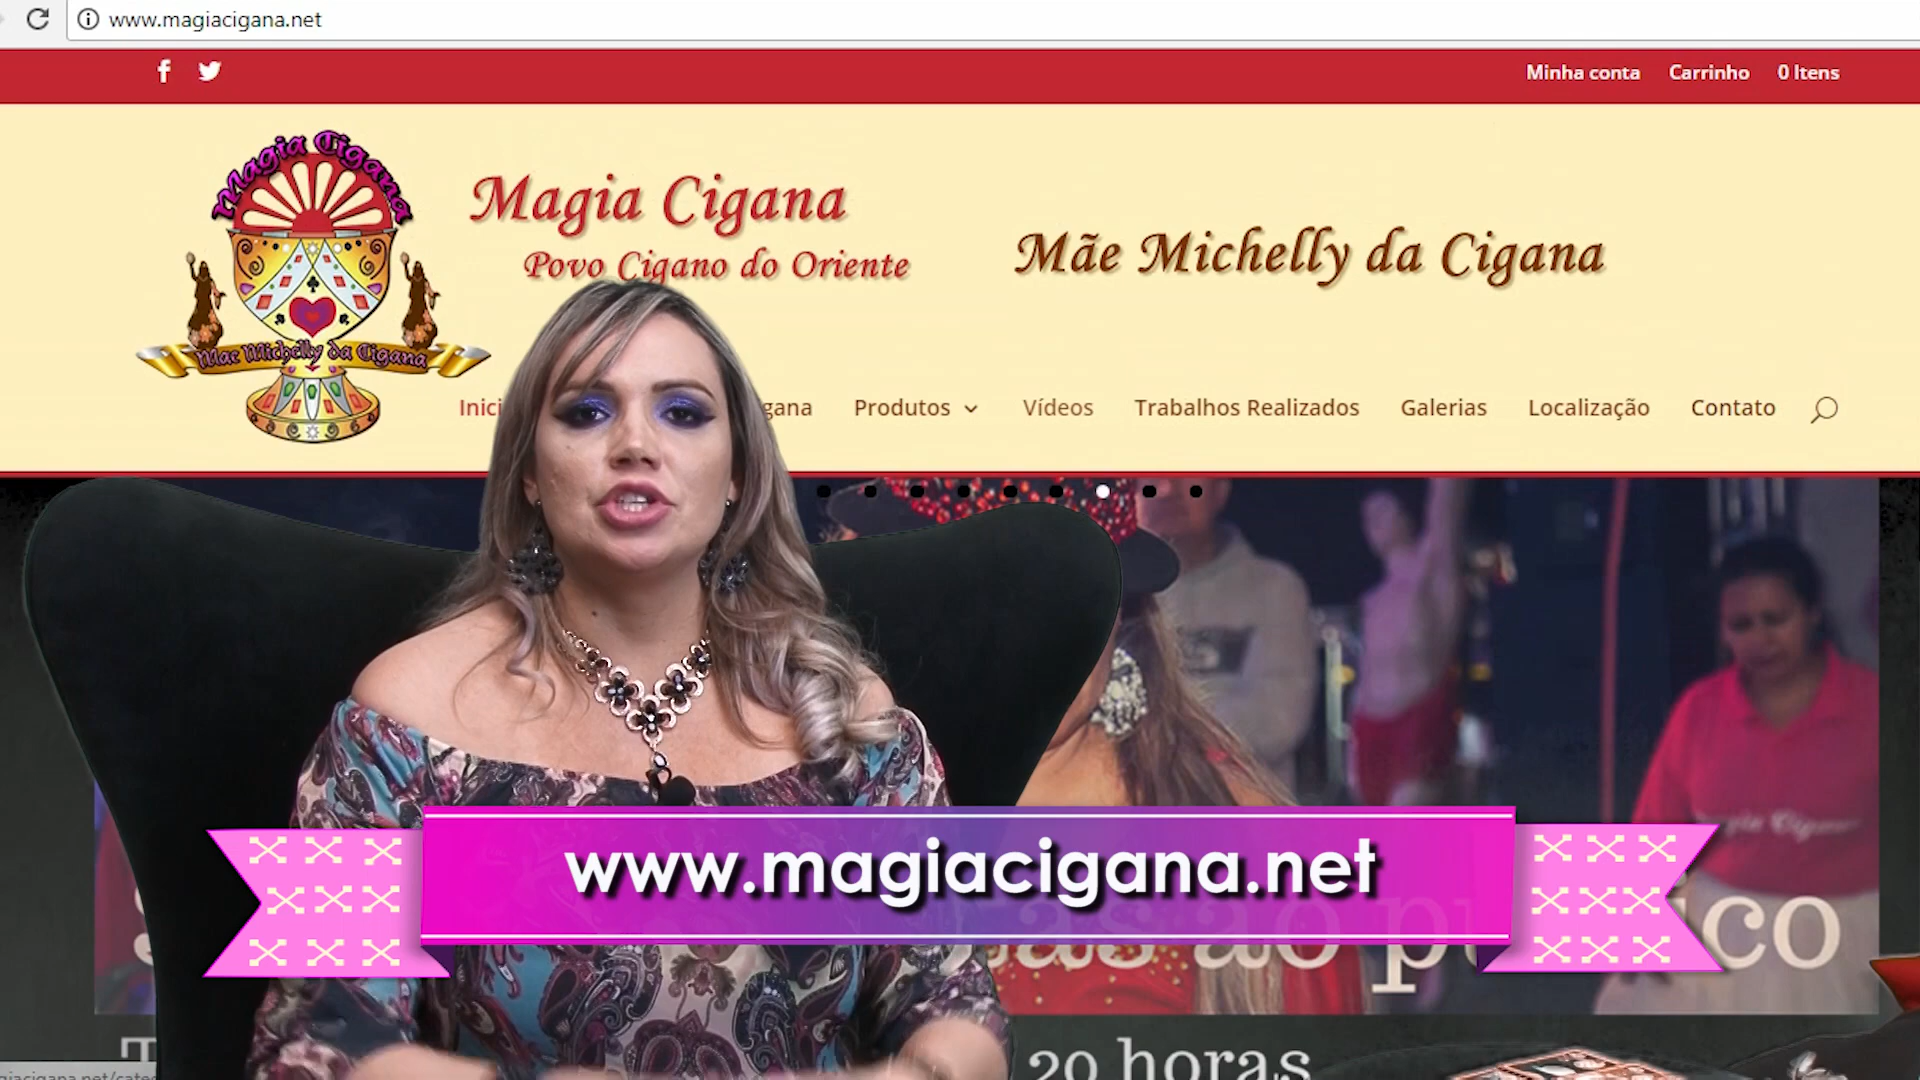 www.magiacigana.net
Minha conta Carrinho 0 Itens
Magia Cigana
Magia Cigana
Povo Cigano do Oriente
Mãe Michelly da Cigana
Mae Michelly da Cigana
Produtos Vídeos Trabalhos Realizados Galerias Localização Contato
www.magiacigana.net
20 horas